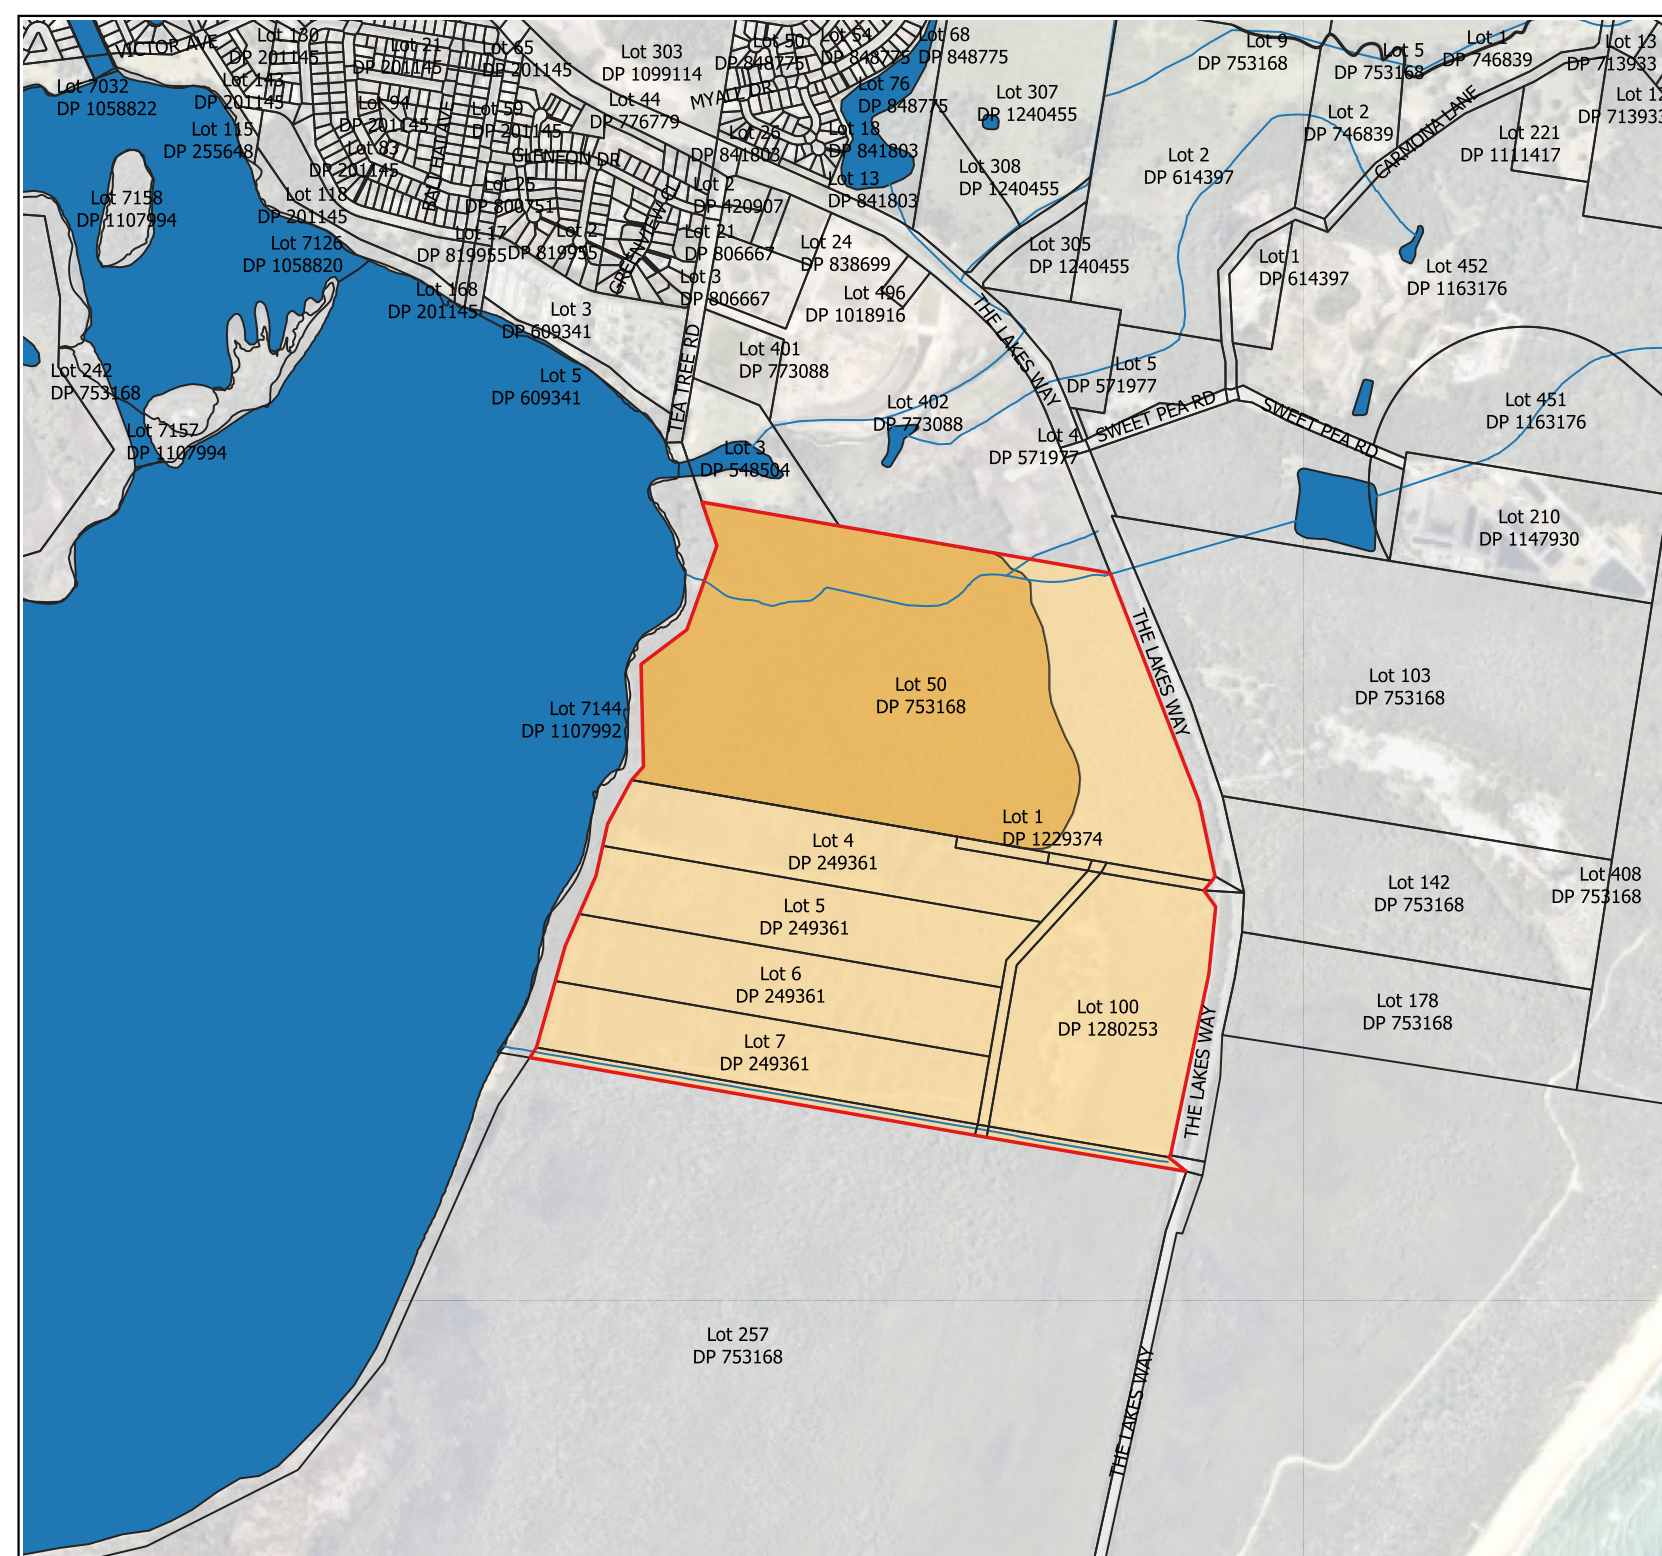 VICTOR AVE
Lot 130
DP 201145
Lot 21
DP 201145
Lot 65
DP 201145
Lot 303
DP 1099114
Lot 50
DP 848775
Lot 54
DP 848775
Lot 68
DP 848775
Lot 9
DP 753168
Lot 5
DP 753168
Lot 1
DP 746839
Lot 13
DP 713933
Lot 7032
DP 1058822
Lot 143
DP 201145
Lot 94
DP 201145
Lot 59
DP 201145
Lot 44
DP 776779
MYALL DR
Lot 76
DP 848775
Lot 307
DP 1240455
Lot 2
DP 746839
CARMONA LANE
Lot 12
DP 713933
Lot 115
DP 255648
Lot 83
DP 201145
GLENEON DR
Lot 26
DP 841803
Lot 18
DP 841803
Lot 308
DP 1240455
Lot 2
DP 614397
Lot 221
DP 1111417
Lot 7158
DP 1107994
Lot 118
DP 201145
Lot 25
DP 800751
GREENVIEW CL
Lot 2
DP 420907
Lot 13
DP 841803
Lot 7126
DP 1058820
Lot 17
DP 819955
Lot 2
DP 819955
Lot 21
DP 806667
Lot 24
DP 838699
Lot 305
DP 1240455
Lot 1
DP 614397
Lot 452
DP 1163176
Lot 168
DP 201145
Lot 3
DP 609341
Lot 3
DP 806667
Lot 496
DP 1018916
THE LAKES WAY
Lot 242
DP 753168
Lot 5
DP 609341
TEA TREE RD
Lot 401
DP 773088
Lot 5
DP 571977
Lot 402
DP 773088
SWEET PEA RD
SWEET PEA RD
Lot 451
DP 1163176
Lot 7157
DP 1107994
Lot 3
DP 548504
Lot 4
DP 571977
Lot 210
DP 1147930
THE LAKES WAY
Lot 7144
DP 1107992
Lot 50
DP 753168
Lot 103
DP 753168
Lot 1
DP 1229374
Lot 4
DP 249361
Lot 142
DP 753168
Lot 408
DP 753168
Lot 5
DP 249361
Lot 6
DP 249361
Lot 100
DP 1280253
Lot 178
DP 753168
Lot 7
DP 249361
THE LAKES WAY
Lot 257
DP 753168
THE LAKES WAY